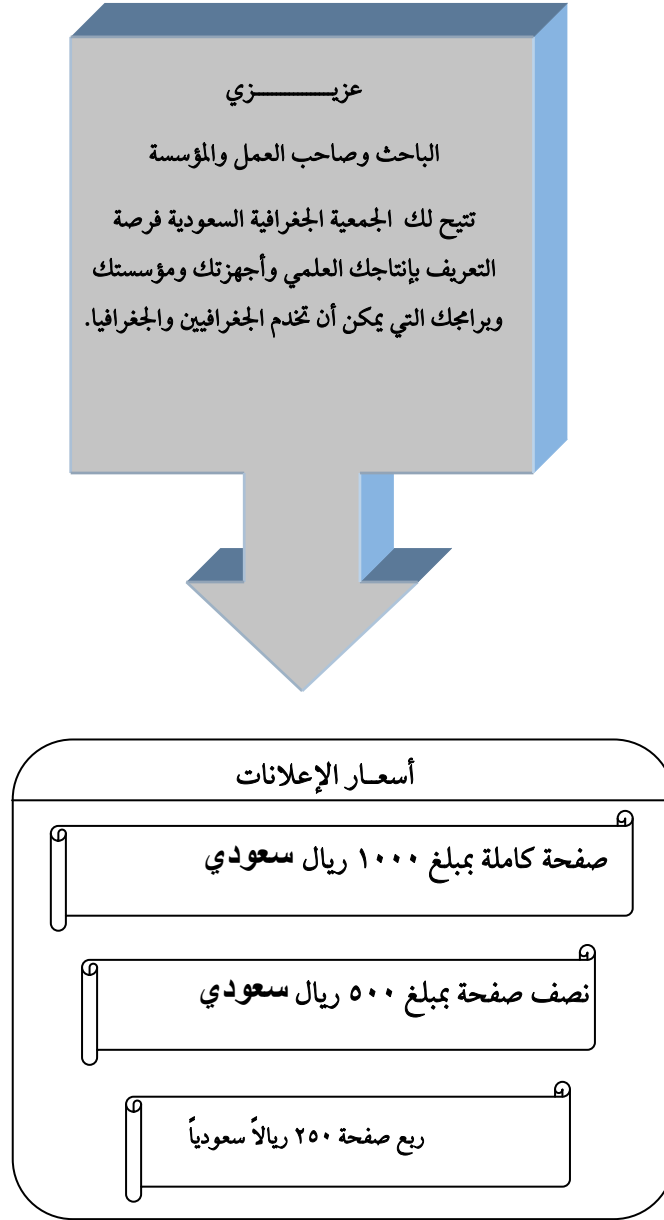 عزيـــــــــزي
الباحث وصاحب العمل والمؤسسة
تتيح لك الجمعية الجغرافية السعودية فرصة
التعريف بإنتاجك العلمي وأجهزتك ومؤسستك
وبرامجك التي يمكن أن تخدم الجغرافيين والجغرافيا.
أسعــار الإعلانات
صفحة كاملة بمبلغ ١٠٠٠ ريال سعودي
نصف صفحة بمبلغ ٥٠٠ ريال سعودي
ربع صفحة ٢٥٠ ريالاً سعودياً